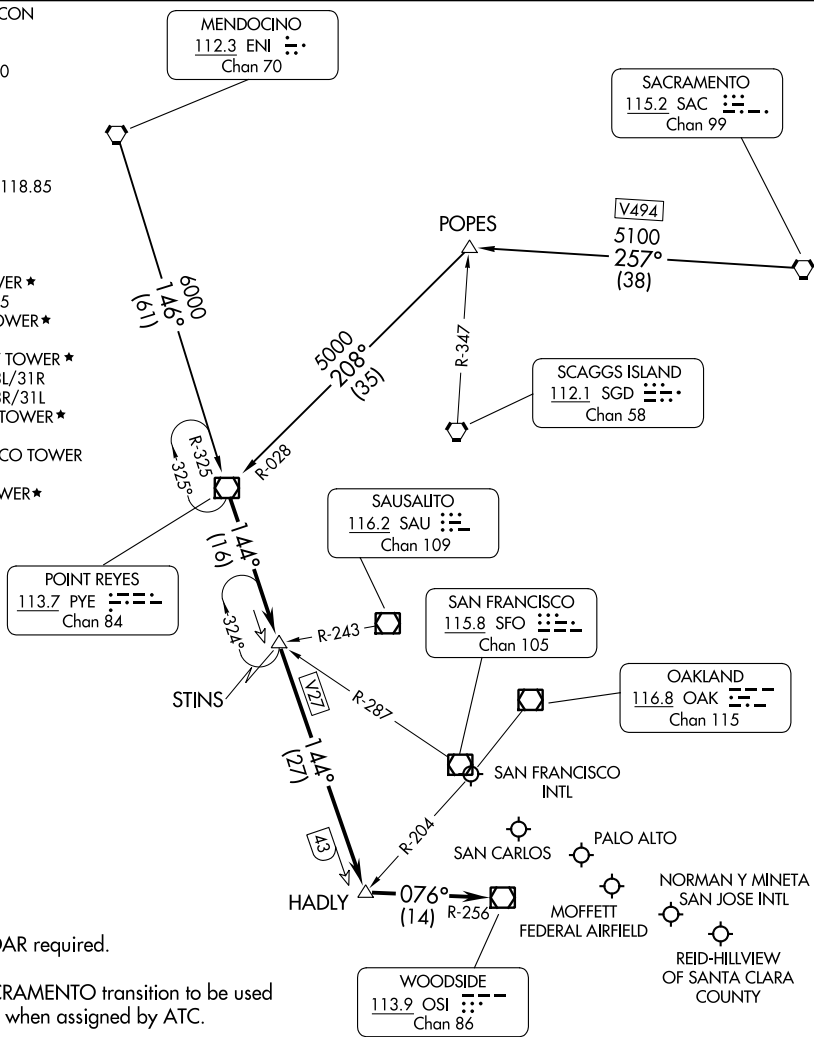 CON
MENDOCINO
112.3 ENI
Chan 70
0
SACRAMENTO
115.2 SAC
Chan 99
118.85
POPES
V494
5100
257°
(38)
6000
146°
(61)
5000
208°
(35)
R-347
VER★
5
OWER★
TOWER★
L/31R
R/31L
TOWER★
CO TOWER
WER★
SCAGGS ISLAND
112.1 SGD
Chan 58
R-325
325°
R-028
SAUSALITO
116.2 SAU
Chan 109
144°
(16)
POINT REYES
113.7 PYE
Chan 84
SAN FRANCISCO
115.8 SFO
Chan 105
324°
R-243
STINS
V27
R-287
OAKLAND
116.8 OAK
Chan 115
144°
(27)
SAN FRANCISCO
INTL
R-204
43
SAN CARLOS
PALO ALTO
HADLY
076°
(14)
R-256
MOFFETT
FEDERAL AIRFIELD
NORMAN Y MINETA
SAN JOSE INTL
REID-HILLVIEW
OF SANTA CLARA
COUNTY
DAR required.
WOODSIDE
113.9 OSI
Chan 86
CRAMENTO transition to be used
when assigned by ATC.